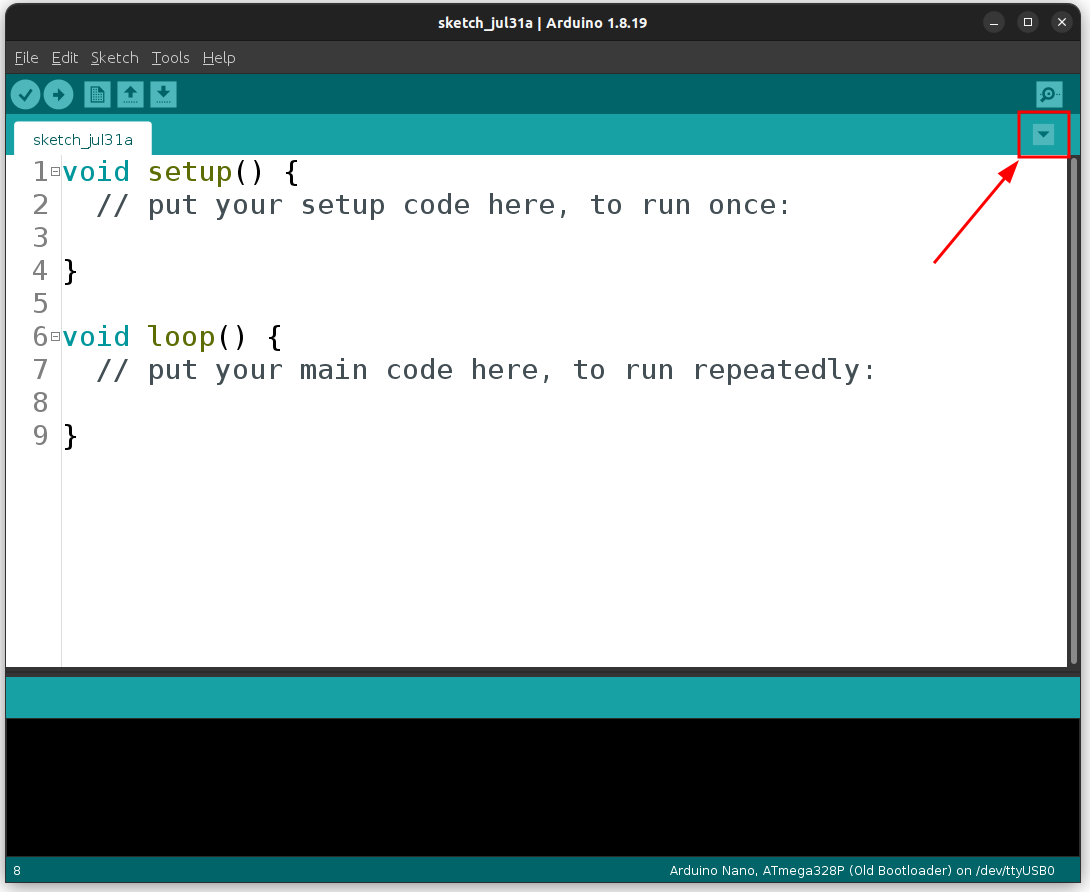 sketch_jul31a | Arduino 1.8.19
File Edit Sketch Tools Help
sketch_jul31a
1 void setup() {
2   // put your setup code here, to run once:
3
4 }
5
6 void loop() {
7   // put your main code here, to run repeatedly:
8
9 }
8 Arduino Nano, ATmega328P (Old Bootloader) on /dev/ttyUSB0